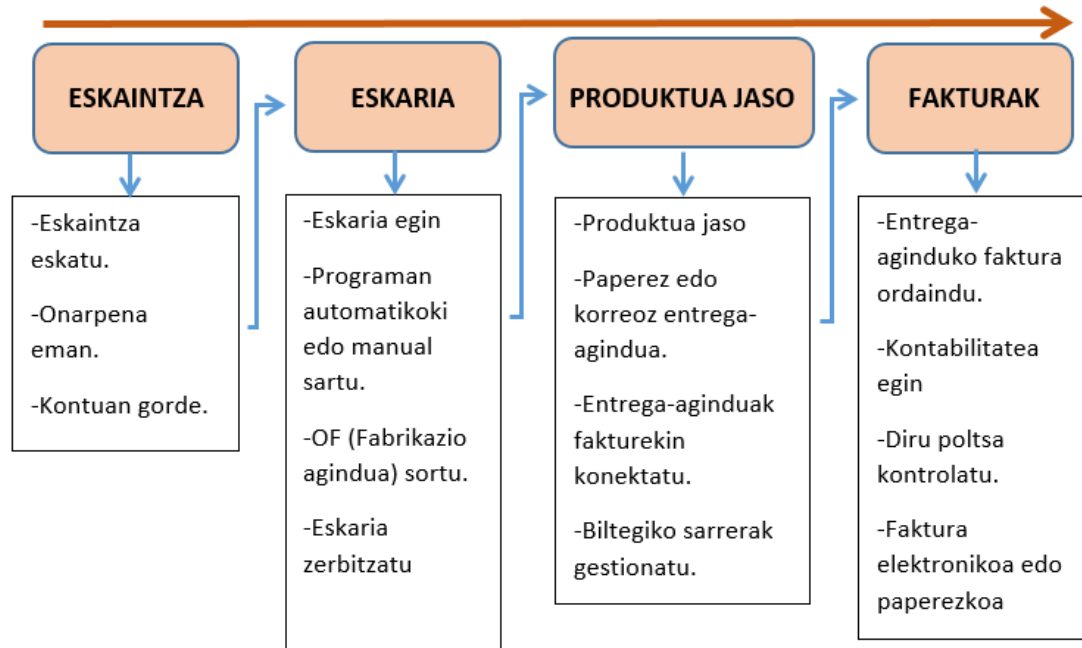 ESKAINTZA
-Eskaintza
eskatu.
-Onarpena
eman.
-Kontuan gorde.
ESKARIA
-Eskaria egin
-Programan
automatikoki
edo manual
sartu.
-OF (Fabrikazio
agindua) sortu.
-Eskaria
zerbitzatu
PRODUKTUA JASO
-Produktua jaso
-Paperez edo
korreoz entrega-
agindua.
-Entrega-aginduak
fakturekin
konektatu.
-Biltegiko sarrerak
gestionatu.
FAKTURAK
-Entrega-
aginduko faktura
ordaindu.
-Kontabilitatea
egin
-Diru poltsa
kontrolatu.
-Faktura
elektronikoa edo
paperezkoa